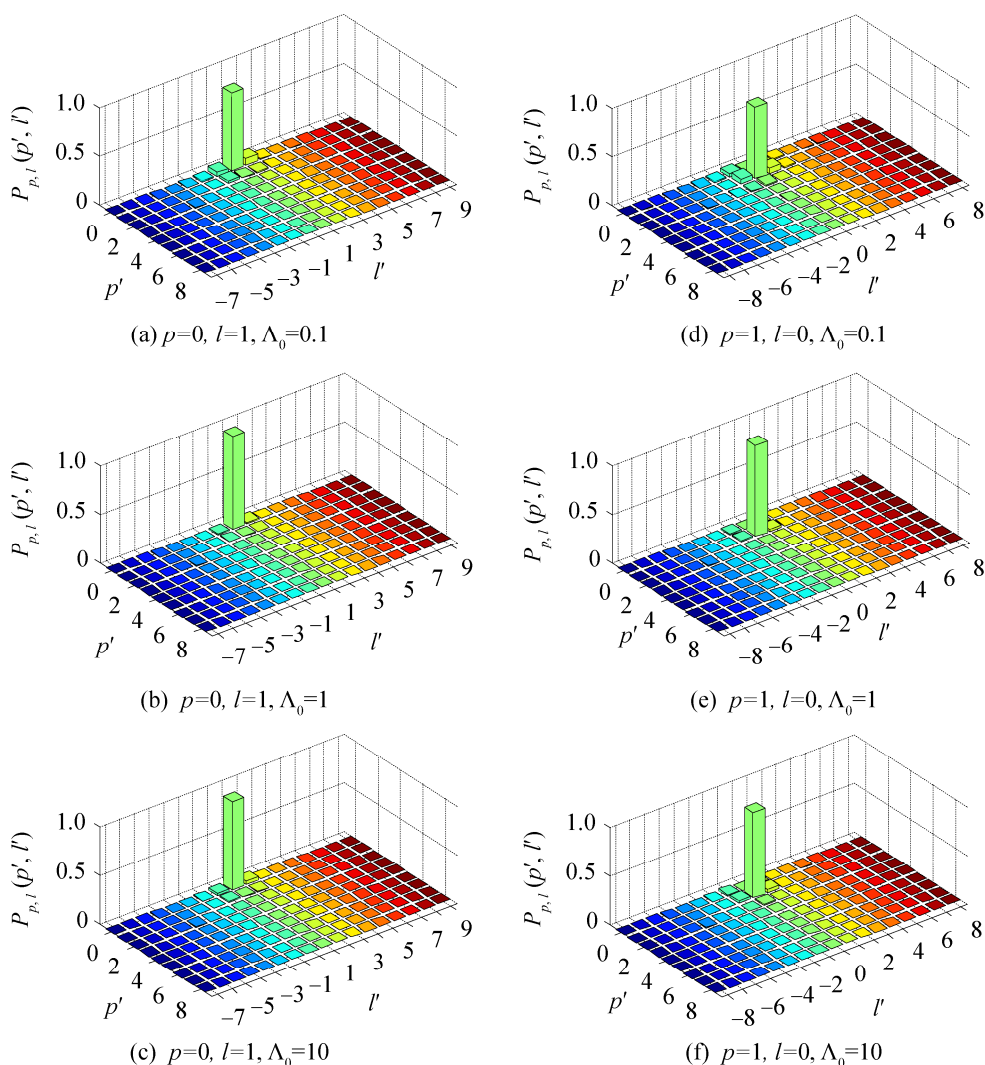 P_{p,l} (p′, l′)
1.0
0.5
0
0 2 4 6 8
p′
−7 −5 −3 −1 1 3 5 7 9
l′
(a) p=0, l=1, Λ₀=0.1
P_{p,l} (p′, l′)
1.0
0.5
0
0 2 4 6 8
p′
−8 −6 −4 −2 0 2 4 6 8
l′
(d) p=1, l=0, Λ₀=0.1
P_{p,l} (p′, l′)
1.0
0.5
0
0 2 4 6 8
p′
−7 −5 −3 −1 1 3 5 7 9
l′
(b) p=0, l=1, Λ₀=1
P_{p,l} (p′, l′)
1.0
0.5
0
0 2 4 6 8
p′
−8 −6 −4 −2 0 2 4 6 8
l′
(e) p=1, l=0, Λ₀=1
P_{p,l} (p′, l′)
1.0
0.5
0
0 2 4 6 8
p′
−7 −5 −3 −1 1 3 5 7 9
l′
(c) p=0, l=1, Λ₀=10
P_{p,l} (p′, l′)
1.0
0.5
0
0 2 4 6 8
p′
−8 −6 −4 −2 0 2 4 6 8
l′
(f) p=1, l=0, Λ₀=10